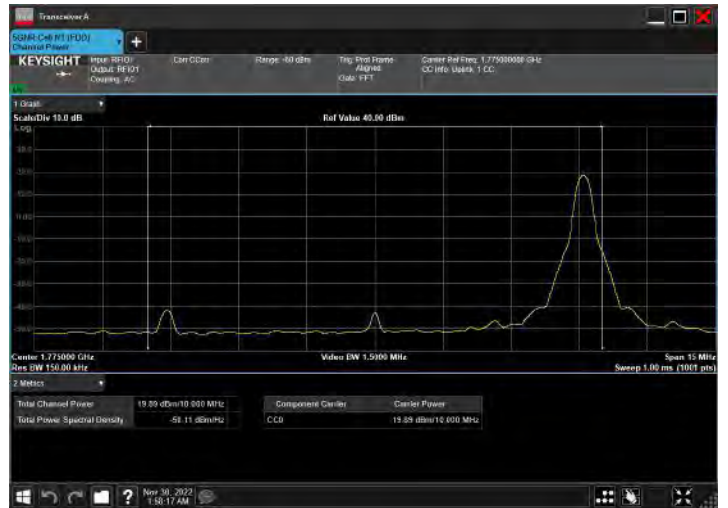 Transceiver A
5GNR Cell N1 (FDD)
Channel Power
KEYSIGHT
Input: RFIO1
Output: RFIO1
Coupling: AC
Corr CCorr
Range: -60 dBm
Trig: Prot Frame
Aligned
Gate: FFT
Carrier Ref Freq: 1.775000000 GHz
CC Info: Uplink, 1 CC
1 Graph
Scale/Div 10.0 dB
Ref Value 40.00 dBm
Log
Center 1.775000 GHz
Video BW 1.5000 MHz
Span 15 MHz
Res BW 150.00 kHz
Sweep 1.00 ms (1001 pts)
2 Metrics
Total Channel Power
19.89 dBm/10.000 MHz
Total Power Spectral Density
-50.11 dBm/Hz
Component Carrier
Carrier Power
CC0
19.89 dBm/10.000 MHz
?
Nov 30, 2022
1:58:17 AM